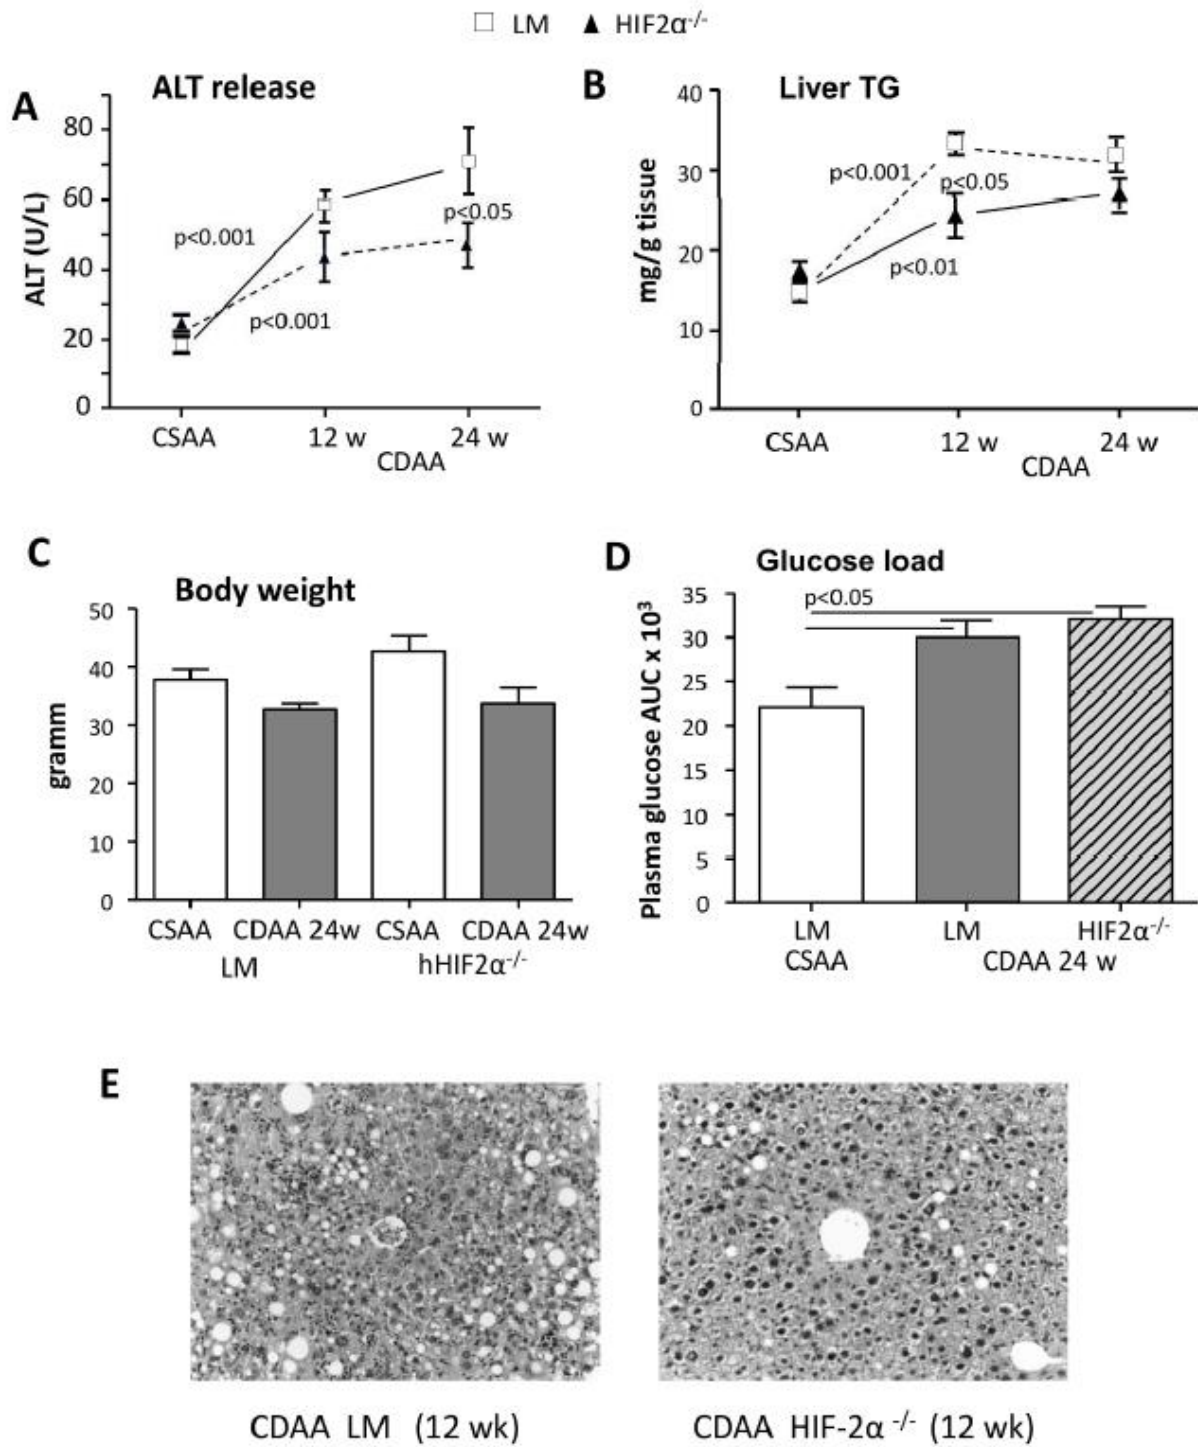 LM HIF2α-/-
A ALT release
ALT (U/L)
80
60
40
20
0
p<0.001
p<0.05
p<0.001
CSAA 12 w 24 w
CDAA
B Liver TG
mg/g tissue
40
30
20
10
0
p<0.001
p<0.05
p<0.01
CSAA 12 w 24 w
CDAA
C Body weight
gramm
50
40
30
20
10
0
CSAA CDAA 24w CSAA CDAA 24w
LM hHIF2α-/-
D Glucose load
Plasma glucose AUC x 10³
35
30
25
20
15
10
5
0
p<0.05
LM LM HIF2α-/-
CSAA CDAA 24 w
E
CDAA LM (12 wk) CDAA HIF-2α -/- (12 wk)